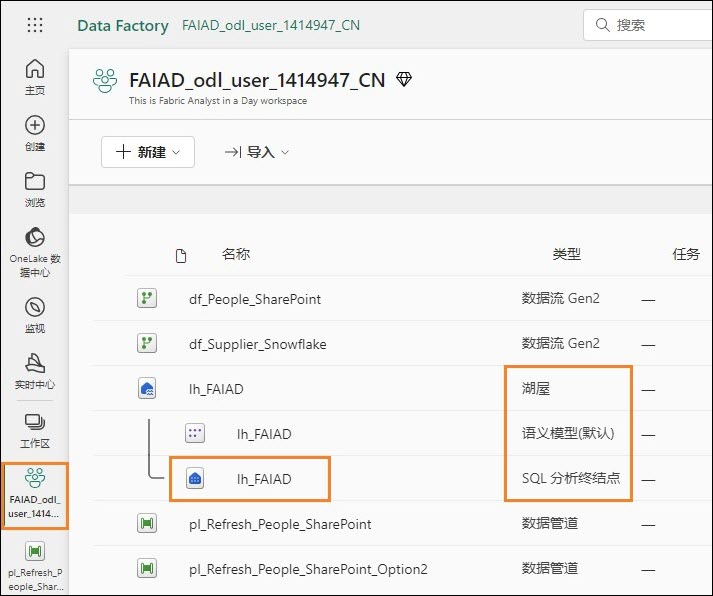 Data Factory FAIAD_odl_user_1414947_CN 搜索
主页
创建
浏览
OneLake 数
据中心
监视
实时中心
工作区
FAIAD_odl_
user_1414...
pl_Refresh_P
eople_Shar...
FAIAD_odl_user_1414947_CN
This is Fabric Analyst in a Day workspace
新建 导入
名称 类型 任务
df_People_SharePoint 数据流 Gen2 —
df_Supplier_Snowflake 数据流 Gen2 —
lh_FAIAD 湖屋 —
lh_FAIAD 语义模型(默认) —
lh_FAIAD SQL 分析终结点 —
pl_Refresh_People_SharePoint 数据管道 —
pl_Refresh_People_SharePoint_Option2 数据管道 —